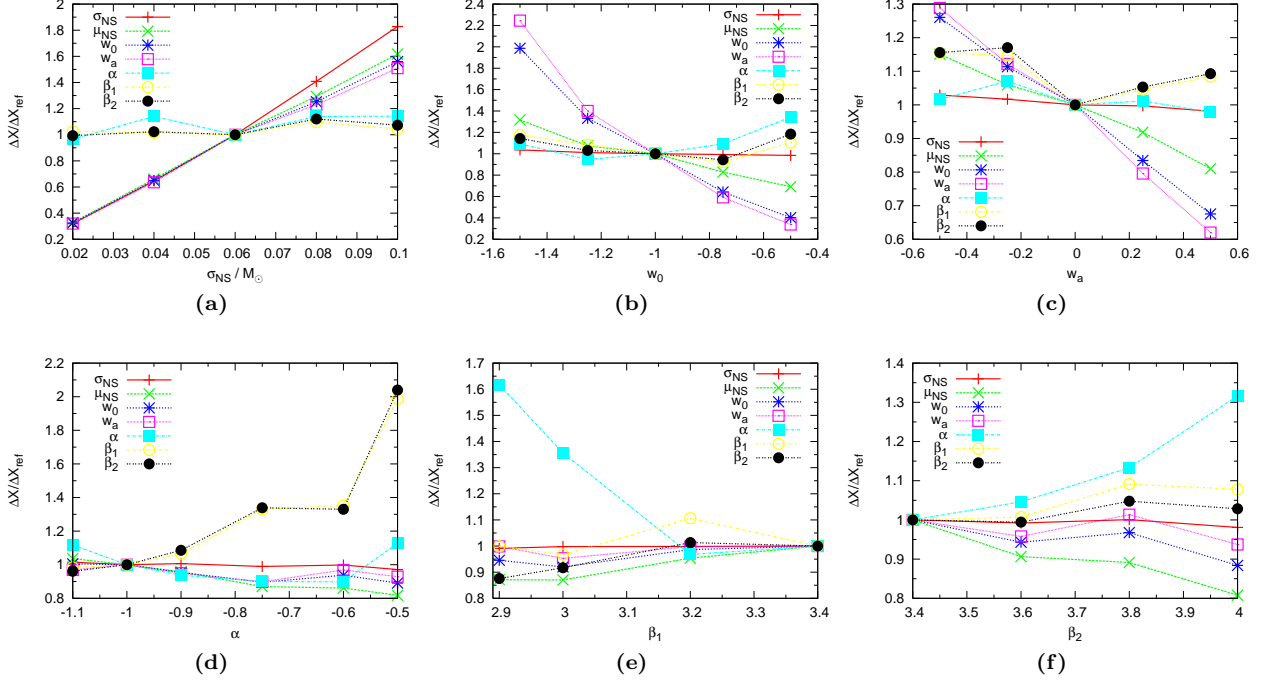 ΔX/ΔX_ref
2
1.8
1.6
1.4
1.2
1
0.8
0.6
0.4
0.2
σ_NS
μ_NS
w_0
w_a
α
β_1
β_2
0.02 0.03 0.04 0.05 0.06 0.07 0.08 0.09 0.1
σ_NS / M_⊙
(a)
ΔX/ΔX_ref
2.4
2.2
2
1.8
1.6
1.4
1.2
1
0.8
0.6
0.4
0.2
σ_NS
μ_NS
w_0
w_a
α
β_1
β_2
-1.6 -1.4 -1.2 -1 -0.8 -0.6 -0.4
w_0
(b)
ΔX/ΔX_ref
1.3
1.2
1.1
1
0.9
0.8
0.7
0.6
σ_NS
μ_NS
w_0
w_a
α
β_1
β_2
-0.6 -0.4 -0.2 0 0.2 0.4 0.6
w_a
(c)
ΔX/ΔX_ref
2.2
2
1.8
1.6
1.4
1.2
1
0.8
σ_NS
μ_NS
w_0
w_a
α
β_1
β_2
-1.1 -1 -0.9 -0.8 -0.7 -0.6 -0.5
α
(d)
ΔX/ΔX_ref
1.7
1.6
1.5
1.4
1.3
1.2
1.1
1
0.9
0.8
σ_NS
μ_NS
w_0
w_a
α
β_1
β_2
2.9 3 3.1 3.2 3.3 3.4
β_1
(e)
ΔX/ΔX_ref
1.4
1.3
1.2
1.1
1
0.9
0.8
σ_NS
μ_NS
w_0
w_a
α
β_1
β_2
3.4 3.5 3.6 3.7 3.8 3.9 4
β_2
(f)